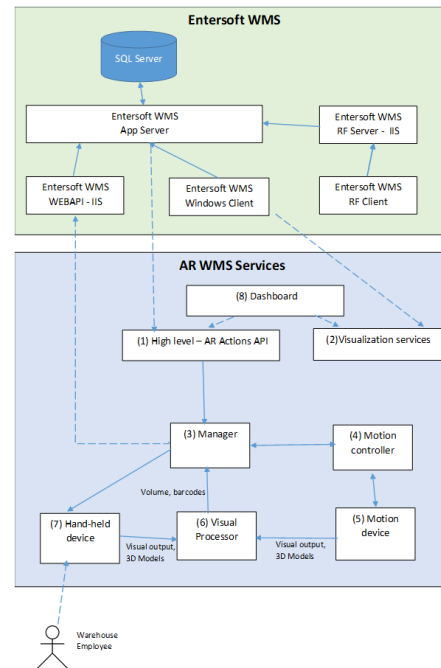 Entersoft WMS
SQL Server
Entersoft WMS
App Server
Entersoft WMS
RF Server - IIS
Entersoft WMS
WEBAPI - IIS
Entersoft WMS
Windows Client
Entersoft WMS
RF Client
AR WMS Services
(8) Dashboard
(1) High level – AR Actions API
(2)Visualization services
(3) Manager
(4) Motion
controller
Volume, barcodes
(7) Hand-held
device
(6) Visual
Processor
(5) Motion
device
Visual output,
3D Models
Visual output,
3D Models
Warehouse
Employee